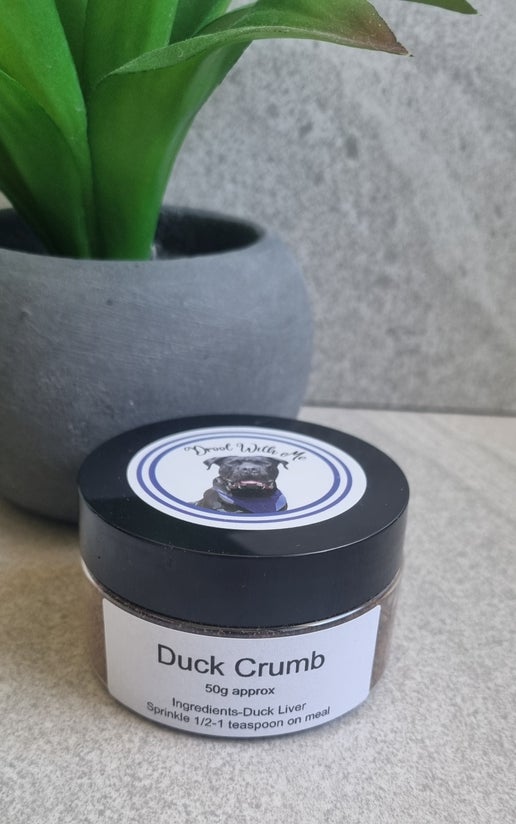 Drool With Me
Duck Crumb
50g approx
Ingredients-Duck Liver
Sprinkle 1/2-1 teaspoon on meal